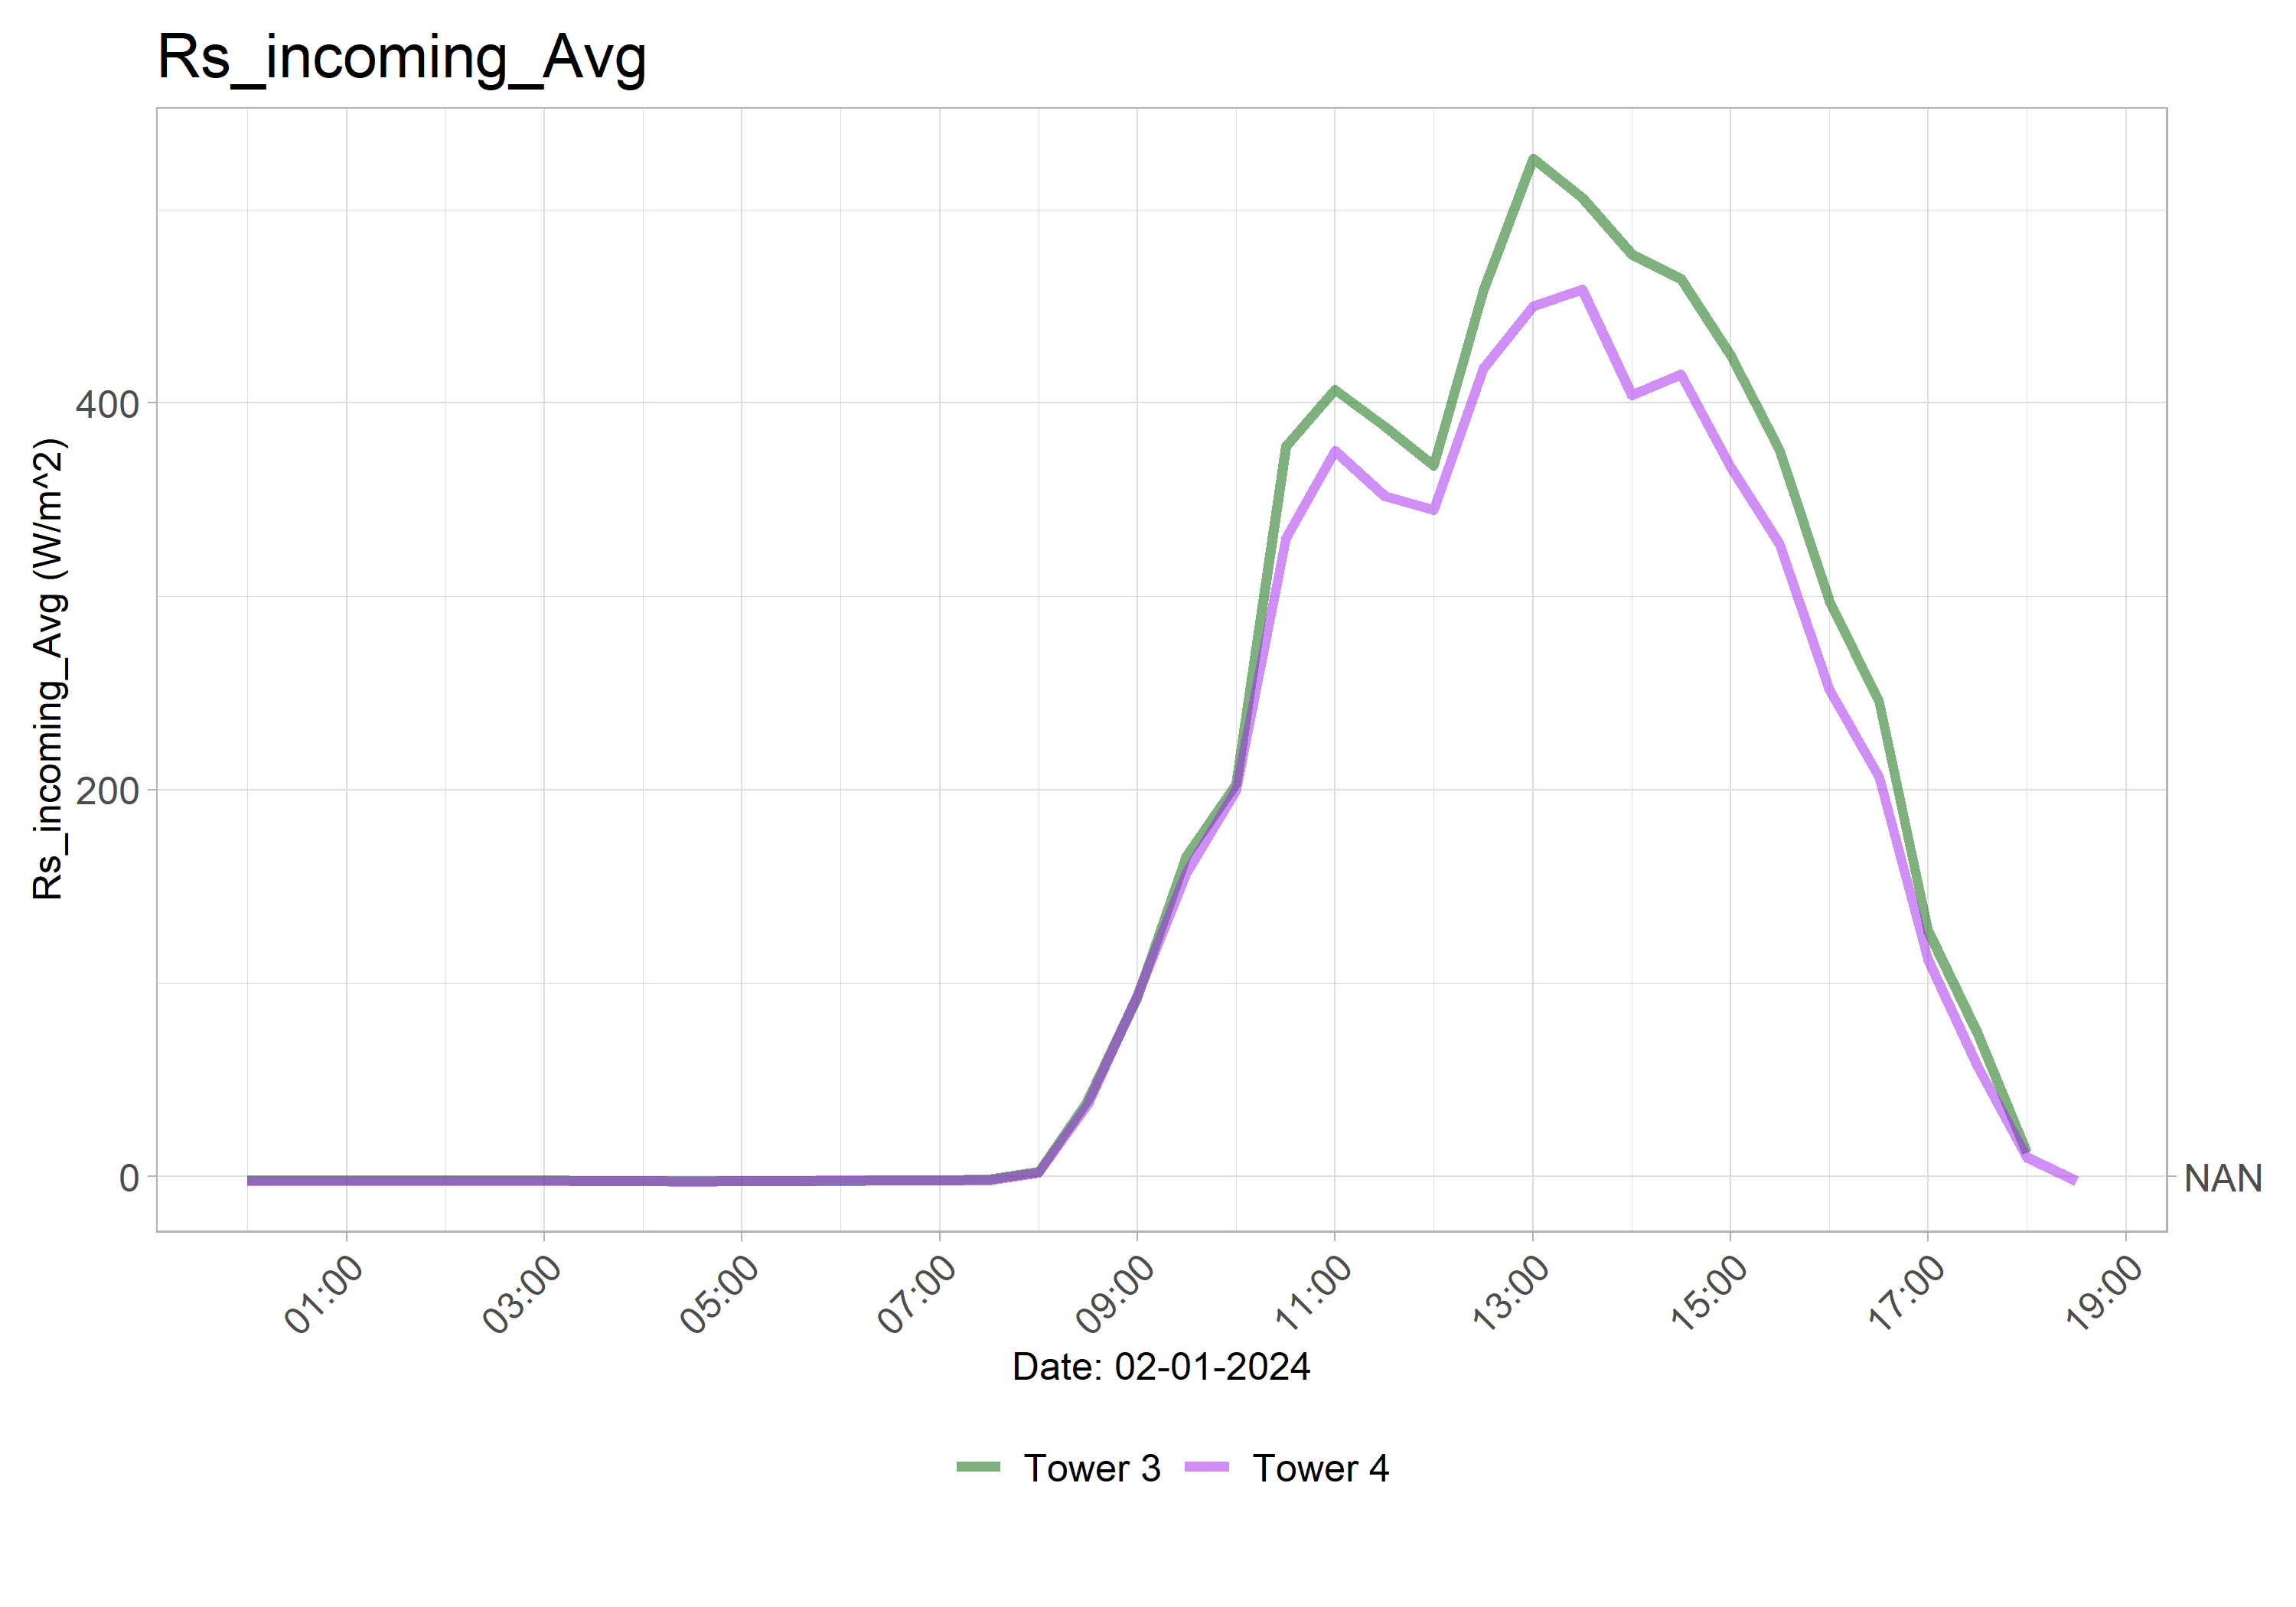 Rs_incoming_Avg
Rs_incoming_Avg (W/m^2)
400
200
0
NAN
01:00
03:00
05:00
07:00
09:00
11:00
13:00
15:00
17:00
19:00
Date: 02-01-2024
Tower 3
Tower 4